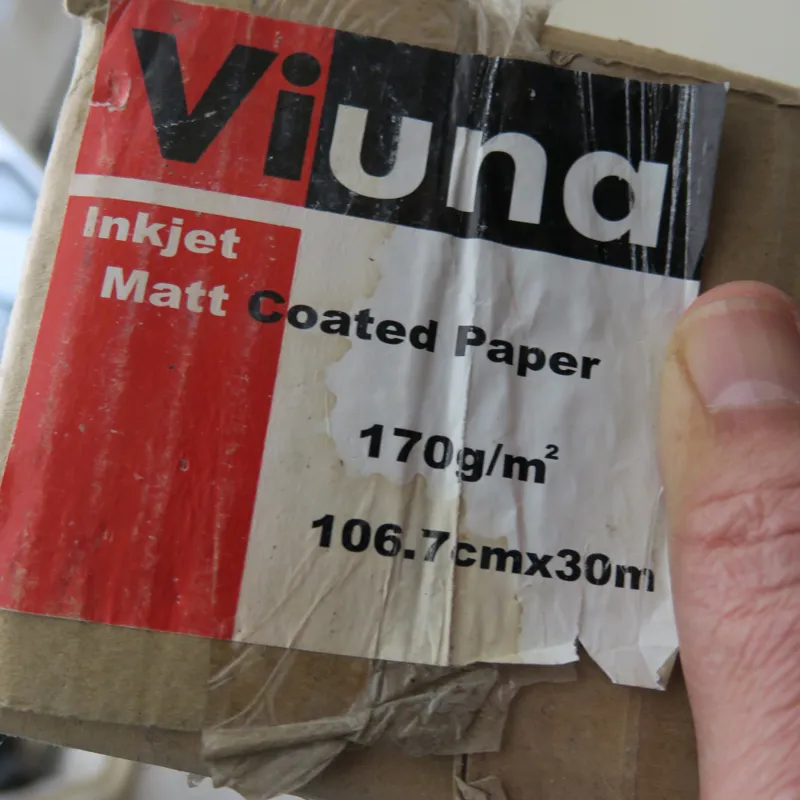 Viuna
Inkjet
Matt Coated Paper
170g/m²
106.7cmx30m